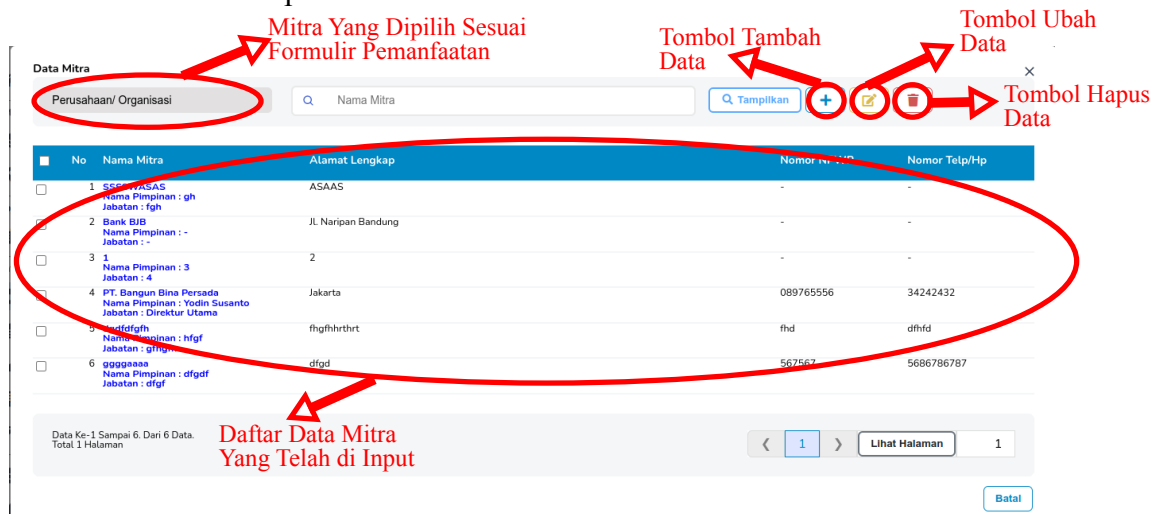 Mitra Yang Dipilih Sesuai
Formulir Pemanfaatan
Tombol Tambah
Data
Tombol Ubah
Data
Data Mitra
Perusahaan/ Organisasi
Nama Mitra
Tampilkan
Tombol Hapus
Data
No Nama Mitra Alamat Lengkap Nomor Nomor Telp/Hp
1 ASAAS - -
Nama Pimpinan : gh
Jabatan : fgh
2 Bank BJB Jl. Naripan Bandung - -
Nama Pimpinan : -
Jabatan : -
3 1 2 - -
Nama Pimpinan : 3
Jabatan : 4
4 PT. Bangun Bina Persada Jakarta 089765556 34242432
Nama Pimpinan : Yodin Susanto
Jabatan : Direktur Utama
5 fhgfhhrthrt fhd dfhfd
Nama Pimpinan : hfgf
Jabatan :
6 ggggaaaa dfgd 567567 5686786787
Nama Pimpinan : dfgdf
Jabatan : dfgf
Data Ke-1 Sampai 6. Dari 6 Data.
Total 1 Halaman
Daftar Data Mitra
Yang Telah di Input
1 Lihat Halaman 1
Batal